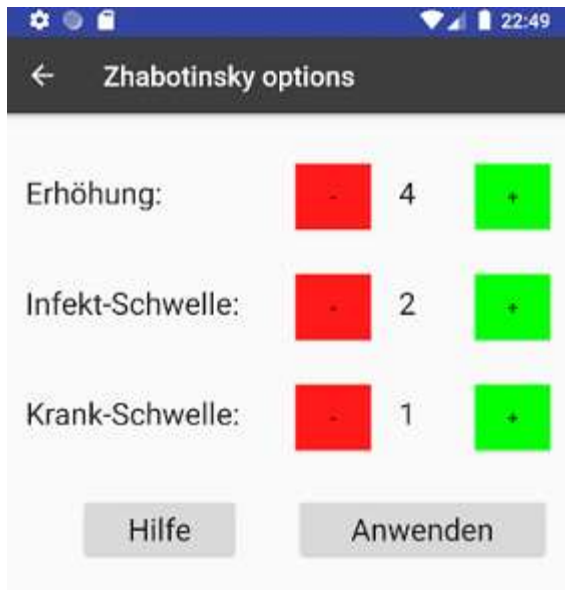 22:49
Zhabotinsky options
Erhöhung: - 4 +
Infekt-Schwelle: - 2 +
Krank-Schwelle: - 1 +
Hilfe Anwenden